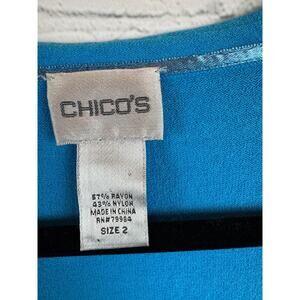 CHICO'S
57% RAYON
43% NYLON
MADE IN CHINA
RN#79984
SIZE 2